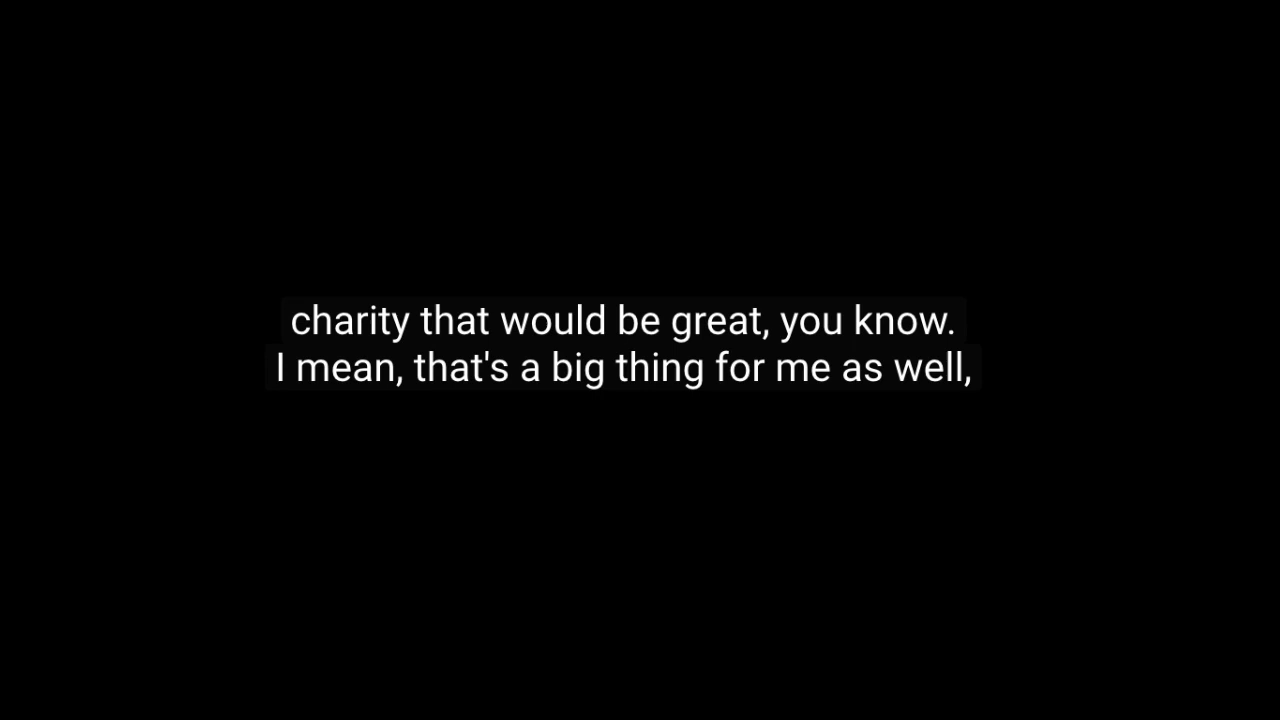 charity that would be great, you know.
I mean, that's a big thing for me as well,